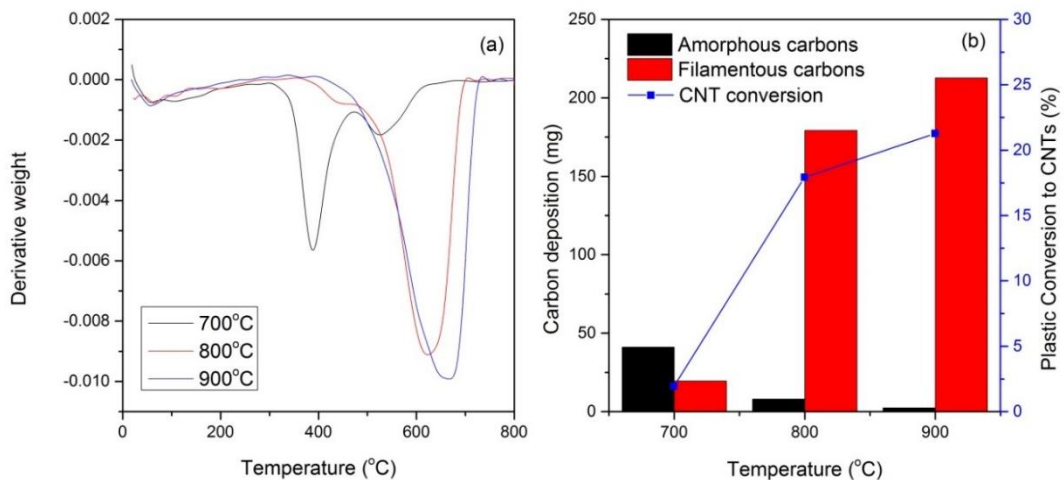 (a)
Derivative weight
0.002
0.000
-0.002
-0.004
-0.006
-0.008
-0.010
700°C
800°C
900°C
0 200 400 600 800
Temperature (°C)
(b)
Carbon deposition (mg)
250
200
150
100
50
0
Amorphous carbons
Filamentous carbons
CNT conversion
30
25
20
15
10
5
0
Plastic Conversion to CNTs (%)
700 800 900
Temperature (°C)